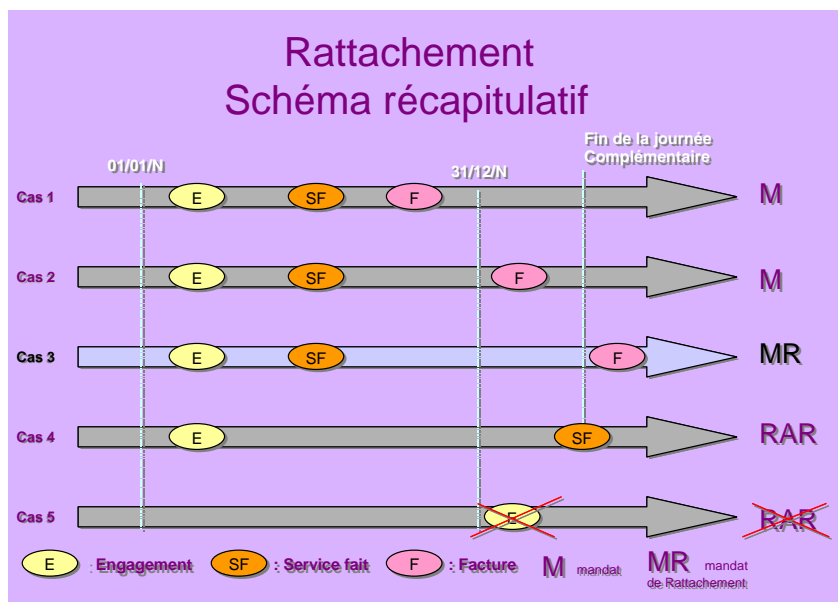 Rattachement
Schéma récapitulatif
Fin de la journée
Complémentaire
01/01/N
31/12/N
Cas 1
E
SF
F
M
Cas 2
E
SF
F
M
Cas 3
E
SF
F
MR
Cas 4
E
SF
RAR
Cas 5
E
RAR
E : Engagement SF : Service fait F : Facture M mandat MR mandat
de Rattachement